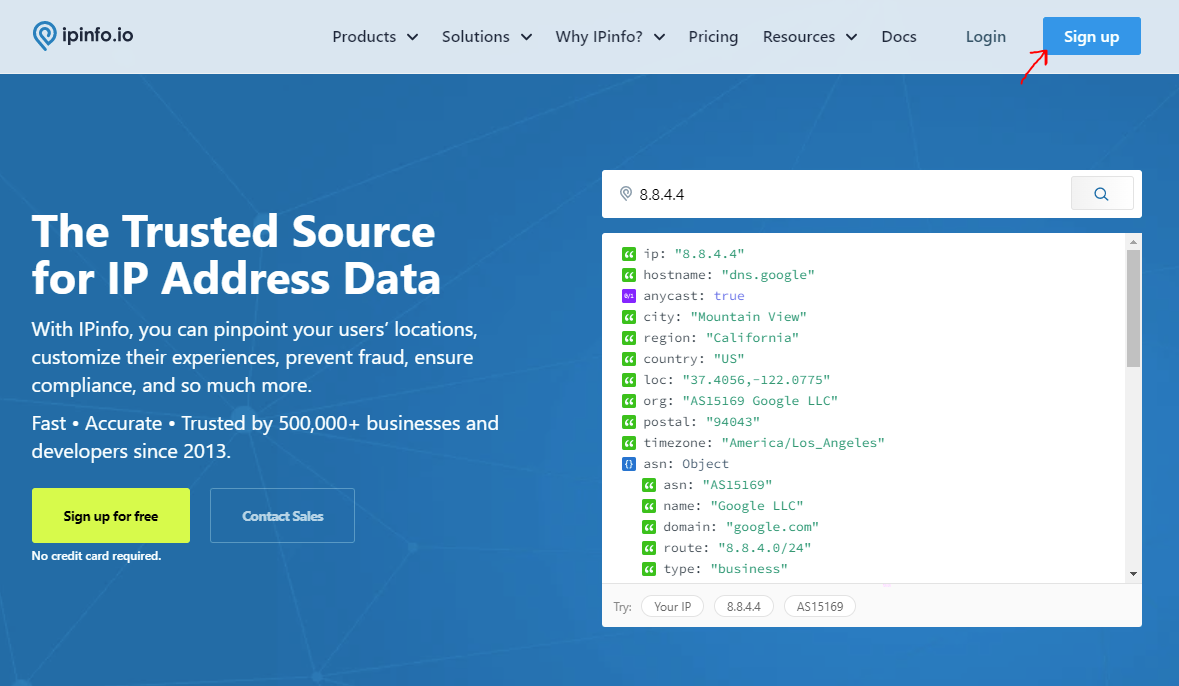 ipinfo.io
Products Solutions Why IPinfo? Pricing Resources Docs Login Sign up
The Trusted Source
for IP Address Data
With IPinfo, you can pinpoint your users’ locations,
customize their experiences, prevent fraud, ensure
compliance, and so much more.
Fast • Accurate • Trusted by 500,000+ businesses and
developers since 2013.
Sign up for free
Contact Sales
No credit card required.
8.8.4.4
ip: "8.8.4.4"
hostname: "dns.google"
0/1 anycast: true
city: "Mountain View"
region: "California"
country: "US"
loc: "37.4056,-122.0775"
org: "AS15169 Google LLC"
postal: "94043"
timezone: "America/Los_Angeles"
{} asn: Object
asn: "AS15169"
name: "Google LLC"
domain: "google.com"
route: "8.8.4.0/24"
type: "business"
Try: Your IP 8.8.4.4 AS15169